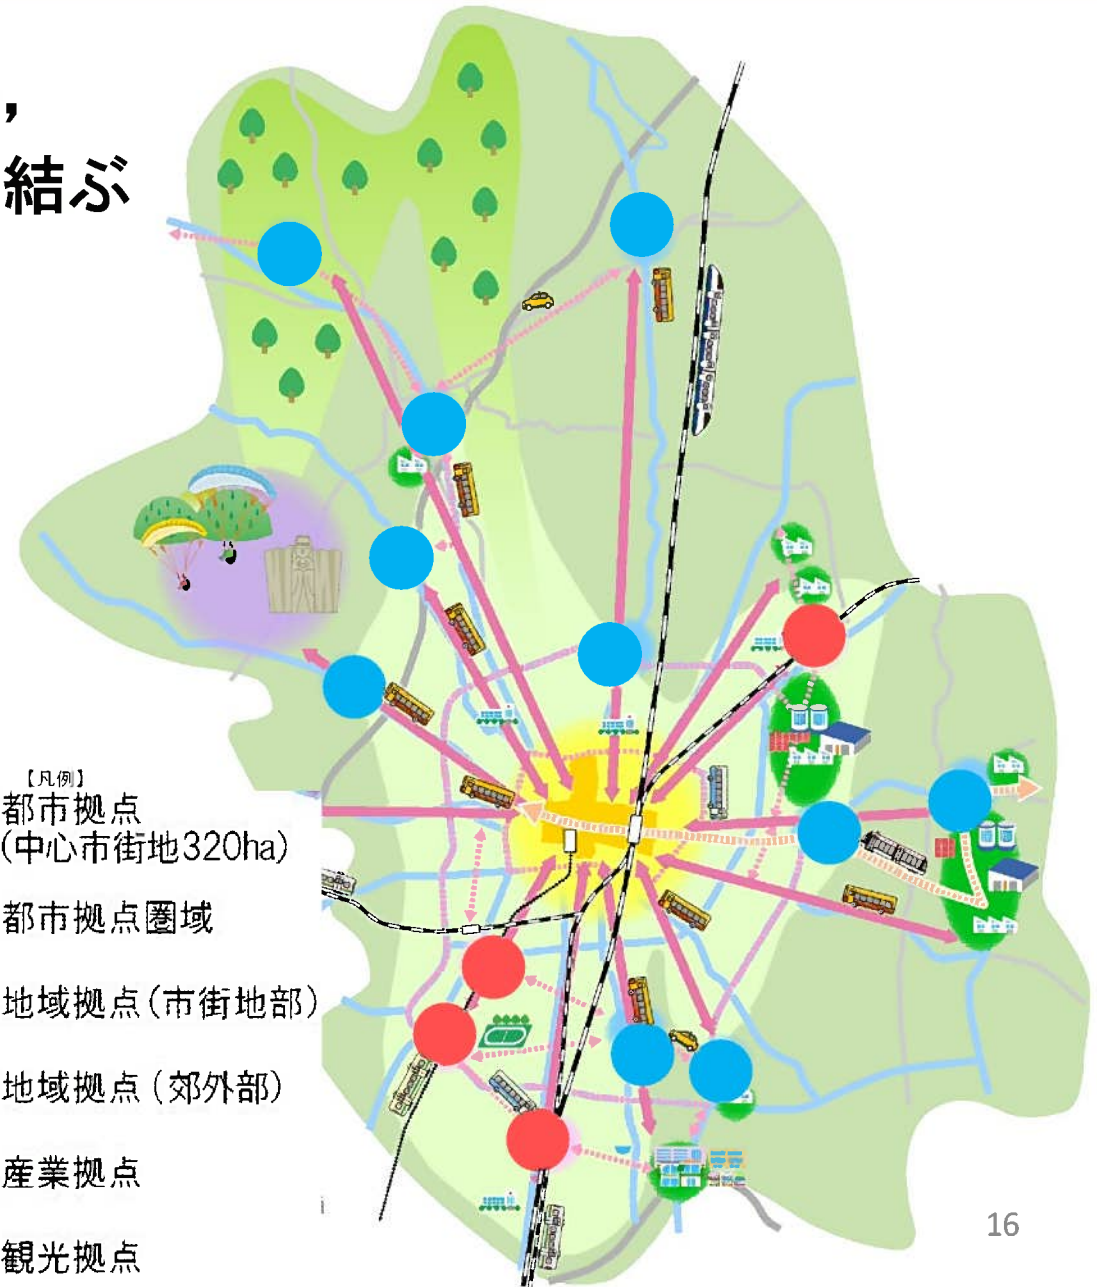 ，
結ぶ
【凡例】
都市拠点
(中心市街地320ha)
都市拠点圏域
地域拠点(市街地部)
地域拠点(郊外部)
産業拠点
観光拠点
16